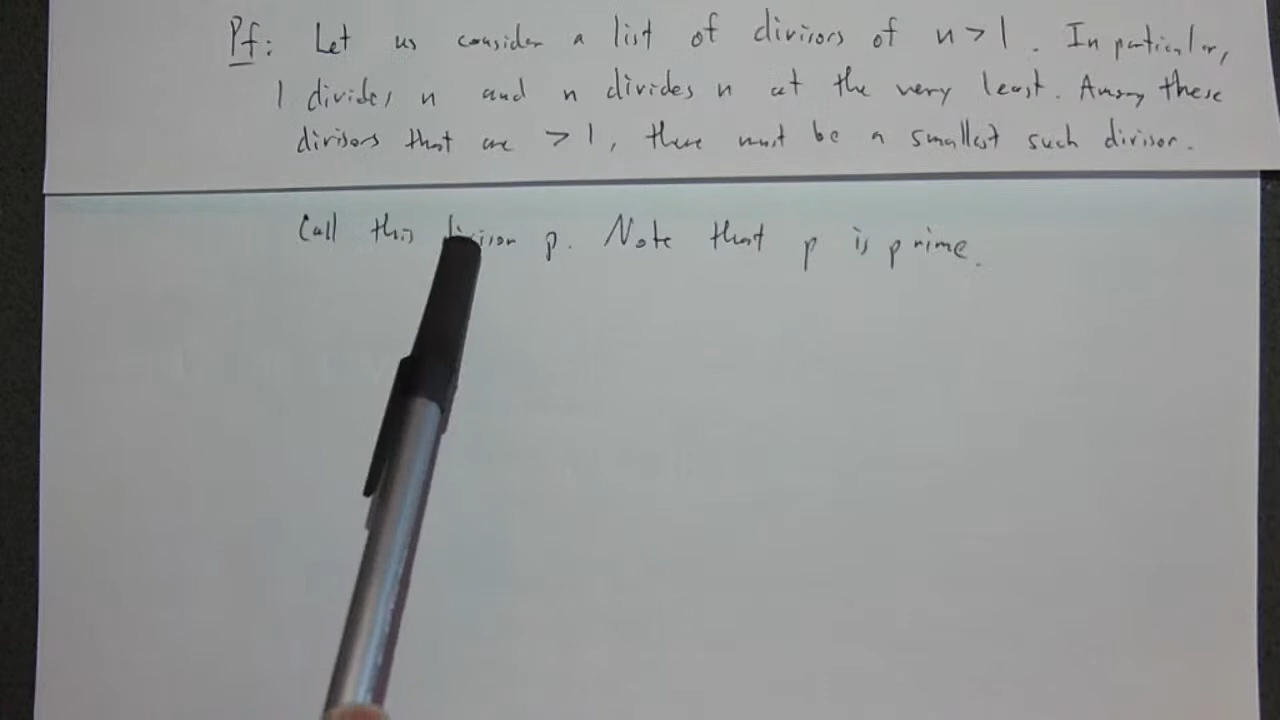 Pf: Let us consider a list of divisors of n > 1. In particular,
1 divides n and n divides n at the very least. Among these
divisors that are > 1, there must be a smallest such divisor.
Call this divisor p. Note that p is prime.